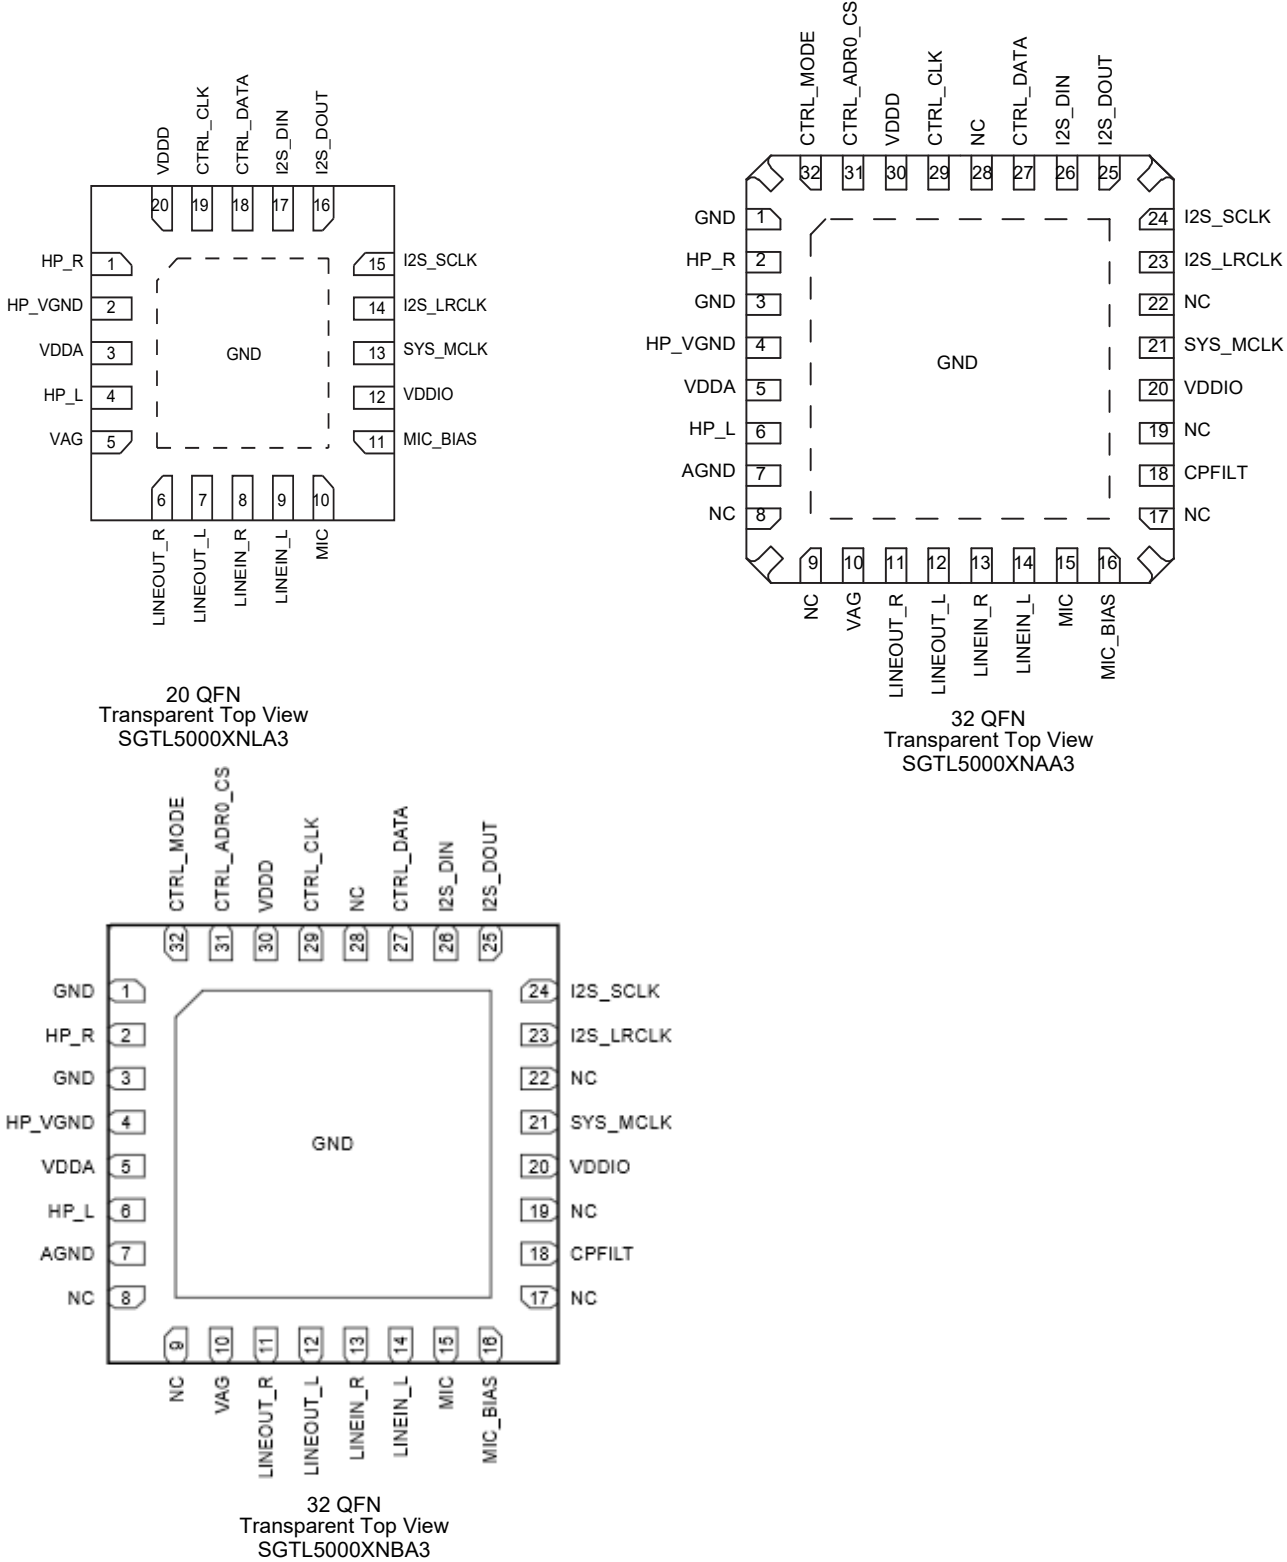 VDDD
CTRL_CLK
CTRL_DATA
I2S_DIN
I2S_DOUT
20 19 18 17 16
HP_R 1
HP_VGND 2
VDDA 3
HP_L 4
VAG 5
GND
15 I2S_SCLK
14 I2S_LRCLK
13 SYS_MCLK
12 VDDIO
11 MIC_BIAS
6 7 8 9 10
LINEOUT_R
LINEOUT_L
LINEIN_R
LINEIN_L
MIC
20 QFN
Transparent Top View
SGTL5000XNLA3
CTRL_MODE
CTRL_ADR0_CS
VDDD
CTRL_CLK
NC
CTRL_DATA
I2S_DIN
I2S_DOUT
32 31 30 29 28 27 26 25
GND 1
HP_R 2
GND 3
HP_VGND 4
VDDA 5
HP_L 6
AGND 7
NC 8
GND
24 I2S_SCLK
23 I2S_LRCLK
22 NC
21 SYS_MCLK
20 VDDIO
19 NC
18 CPFILT
17 NC
9 10 11 12 13 14 15 16
NC
VAG
LINEOUT_R
LINEOUT_L
LINEIN_R
LINEIN_L
MIC
MIC_BIAS
32 QFN
Transparent Top View
SGTL5000XNAA3
CTRL_MODE
CTRL_ADR0_CS
VDDD
CTRL_CLK
NC
CTRL_DATA
I2S_DIN
I2S_DOUT
32 31 30 29 28 27 26 25
GND 1
HP_R 2
GND 3
HP_VGND 4
VDDA 5
HP_L 6
AGND 7
NC 8
GND
24 I2S_SCLK
23 I2S_LRCLK
22 NC
21 SYS_MCLK
20 VDDIO
19 NC
18 CPFILT
17 NC
9 10 11 12 13 14 15 16
NC
VAG
LINEOUT_R
LINEOUT_L
LINEIN_R
LINEIN_L
MIC
MIC_BIAS
32 QFN
Transparent Top View
SGTL5000XNBA3